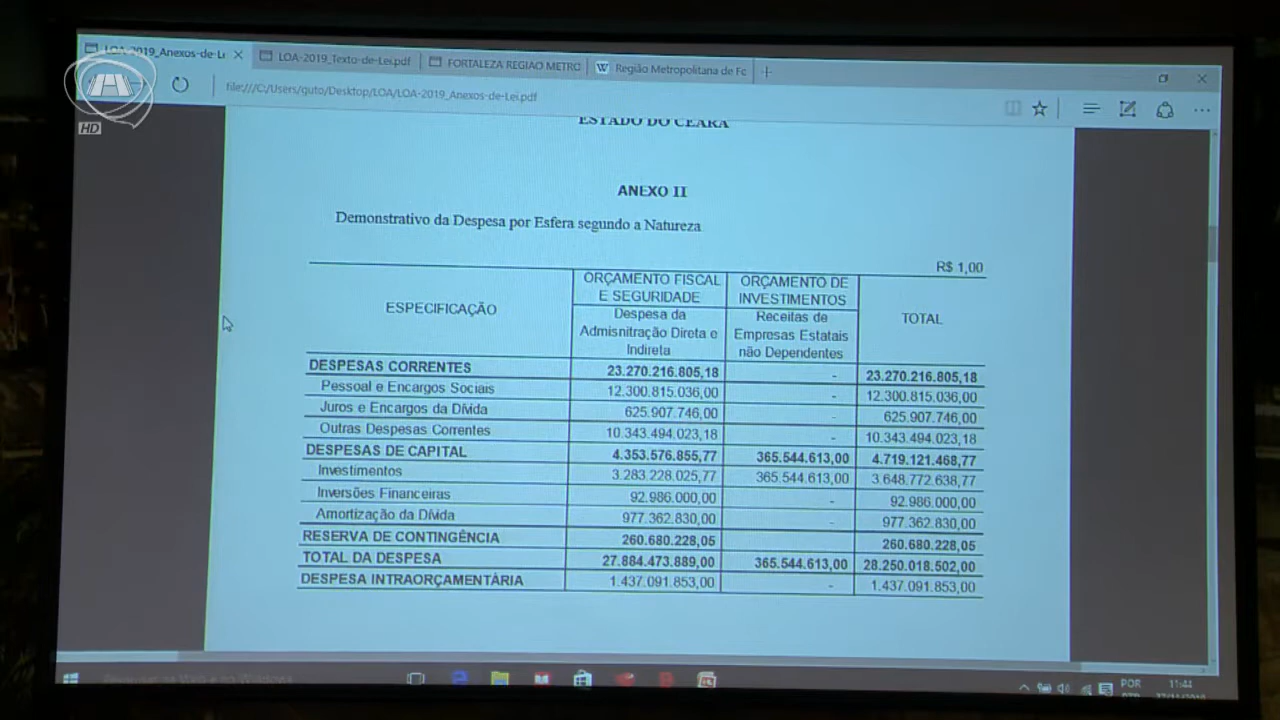 LOA-2019_Anexos-de-Le LOA-2019_Texto-de-Lei.pdf FORTALEZA REGIAO METRO W Região Metropolitana de Fo
file:///C:/Users/guto/Desktop/LOA/LOA-2019_Anexos-de-Lei.pdf
HD
ESTADO DO CEARÁ
ANEXO II
Demonstrativo da Despesa por Esfera segundo a Natureza
R$ 1,00
ESPECIFICAÇÃO
ORÇAMENTO FISCAL
E SEGURIDADE
Despesa da
Admisnitração Direta e
Indireta
ORÇAMENTO DE
INVESTIMENTOS
Receitas de
Empresas Estatais
não Dependentes
TOTAL
DESPESAS CORRENTES 23.270.216.805,18 - 23.270.216.805,18
Pessoal e Encargos Sociais 12.300.815.036,00 - 12.300.815.036,00
Juros e Encargos da Dívida 625.907.746,00 - 625.907.746,00
Outras Despesas Correntes 10.343.494.023,18 - 10.343.494.023,18
DESPESAS DE CAPITAL 4.353.576.855,77 365.544.613,00 4.719.121.468,77
Investimentos 3.283.228.025,77 365.544.613,00 3.648.772.638,77
Inversões Financeiras 92.986.000,00 - 92.986.000,00
Amortização da Dívida 977.362.830,00 - 977.362.830,00
RESERVA DE CONTINGÊNCIA 260.680.228,05 260.680.228,05
TOTAL DA DESPESA 27.884.473.889,00 365.544.613,00 28.250.018.502,00
DESPESA INTRAORÇAMENTÁRIA 1.437.091.853,00 - 1.437.091.853,00
POR 11:44